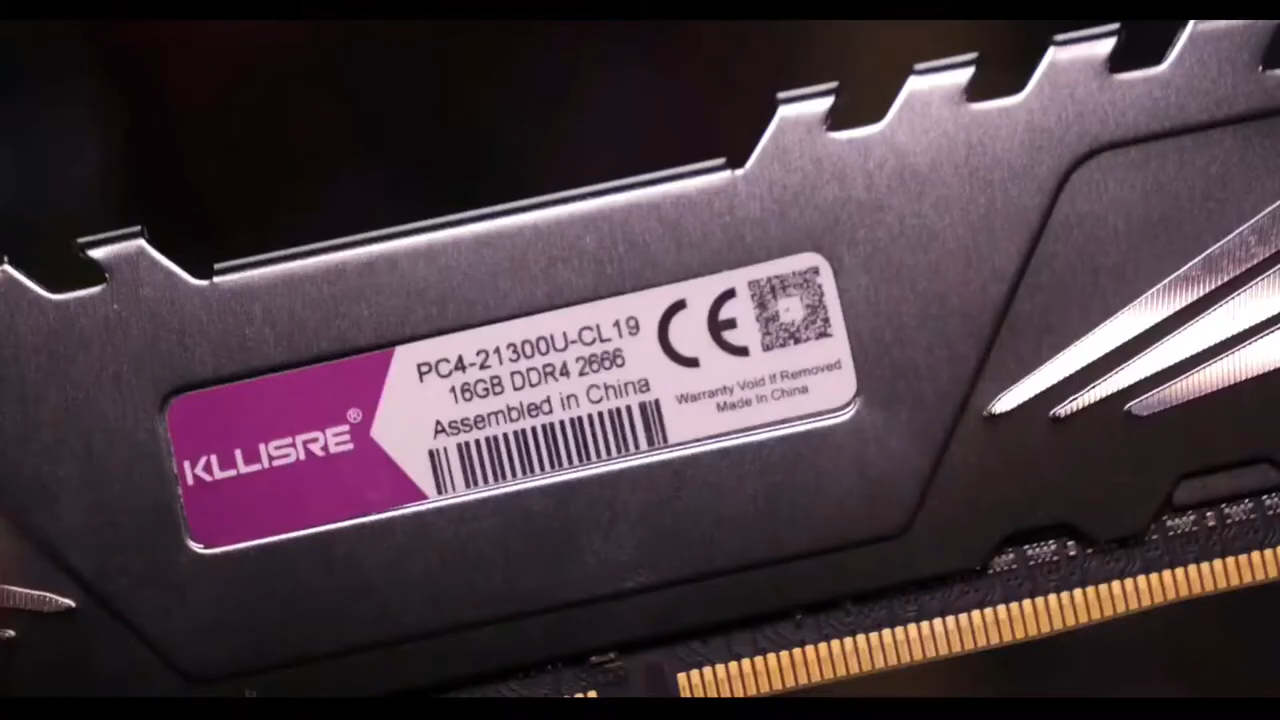 KLLISRE®
PC4-21300U-CL19
16GB DDR4 2666
Assembled in China
CE
Warranty Void If Removed
Made In China